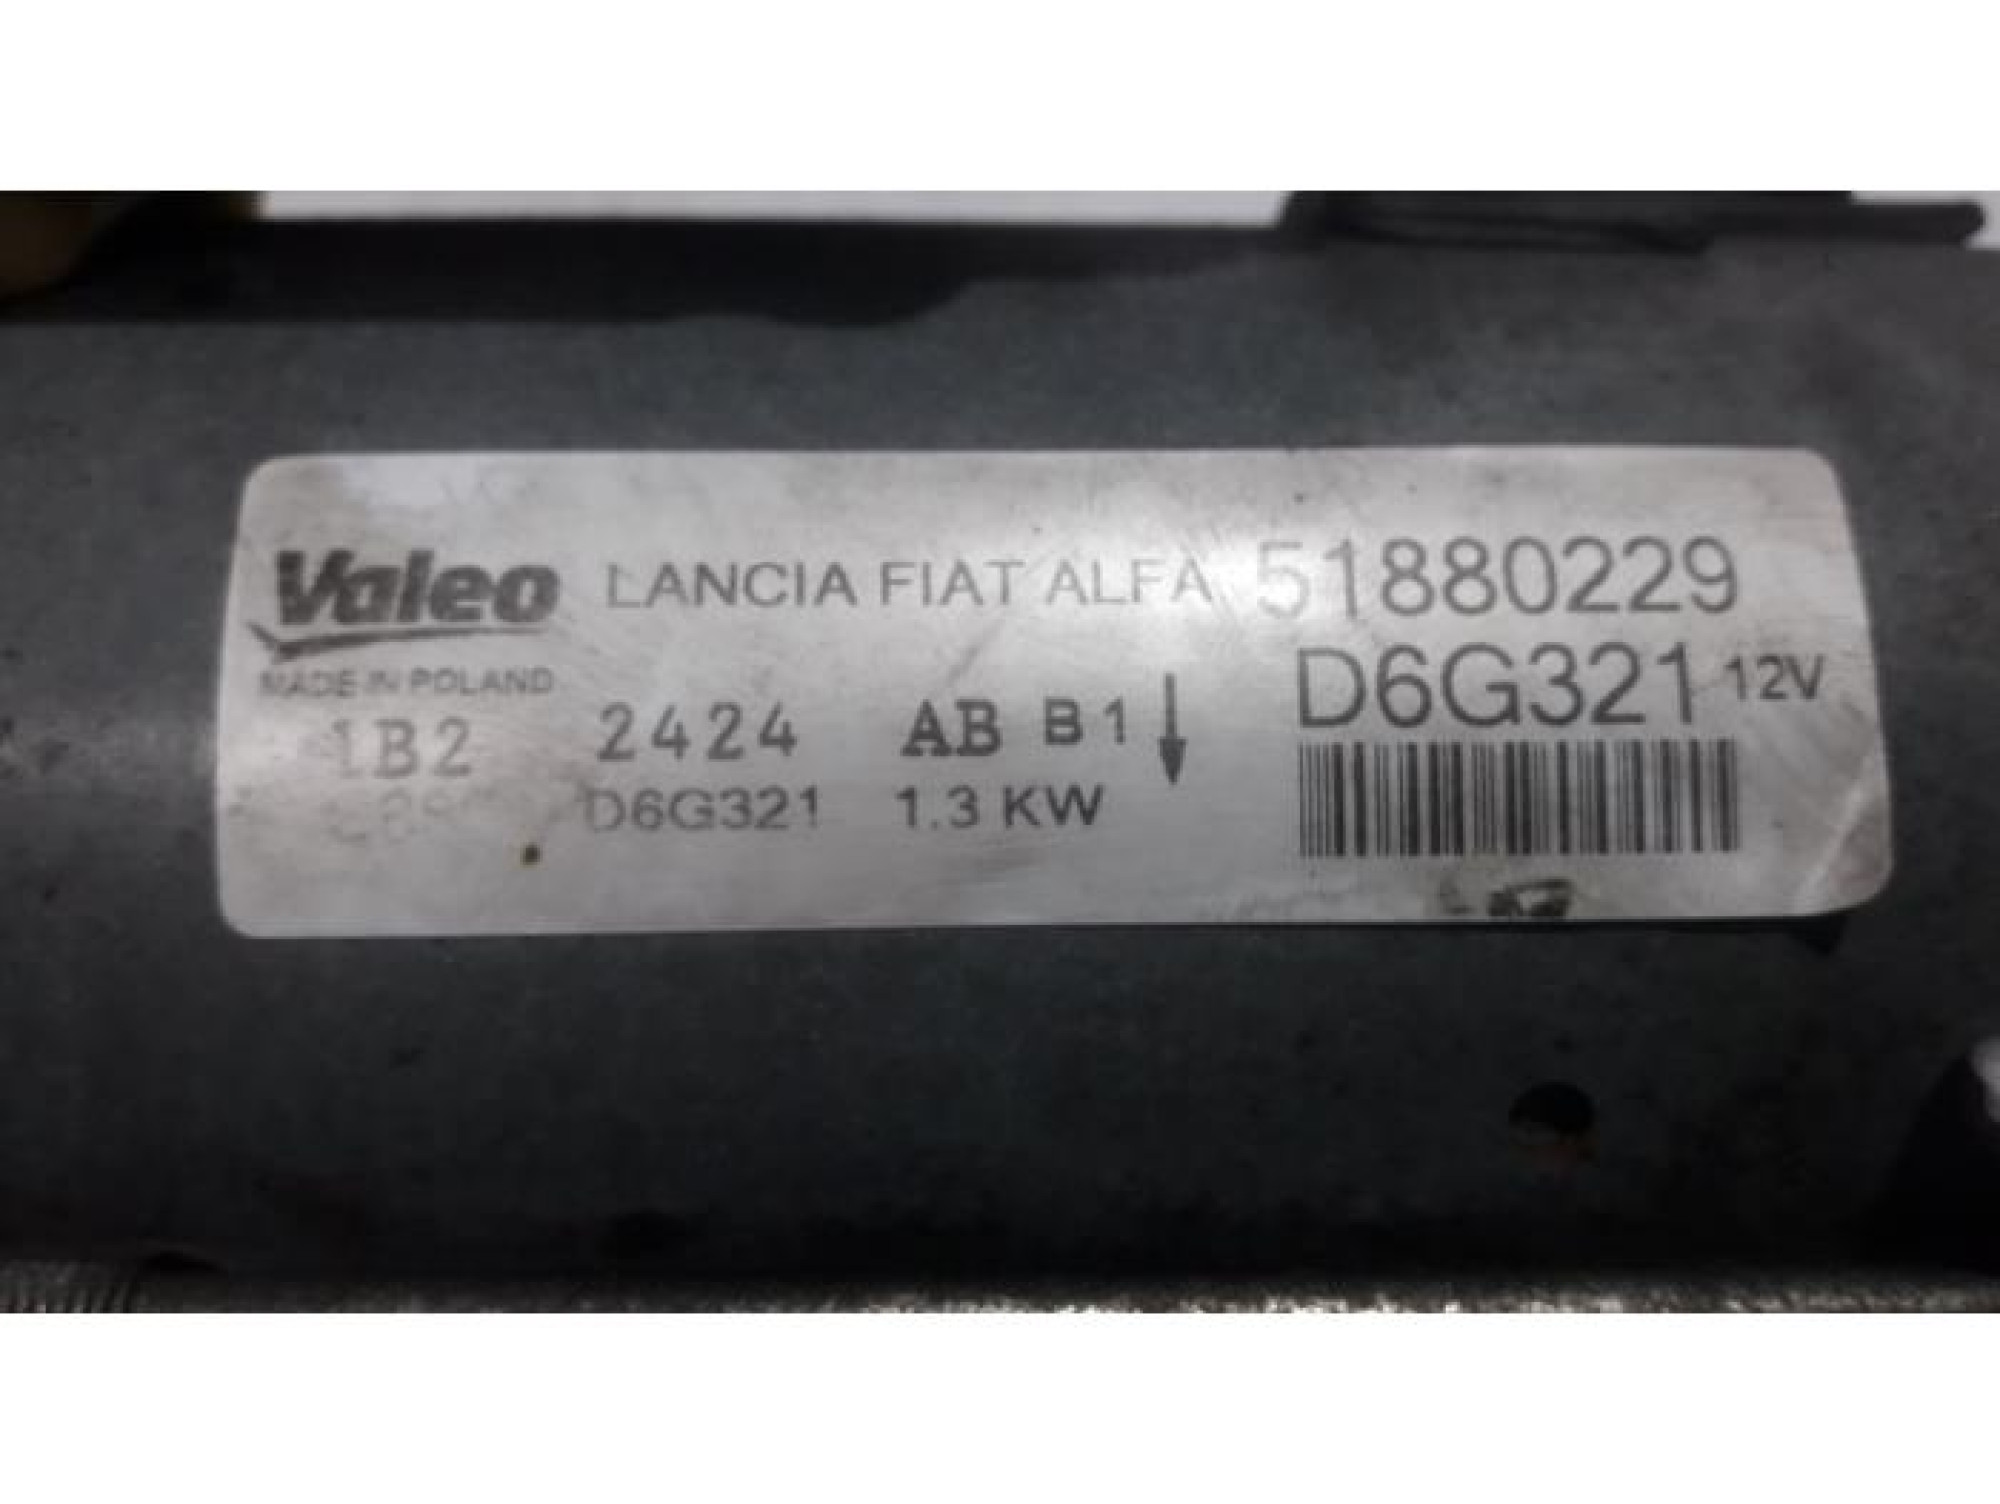 Valeo LANCIA FIAT ALFA 51880229
MADE IN POLAND D6G321 12V
1B2 2424 AB B1
D6G321 1.3 KW